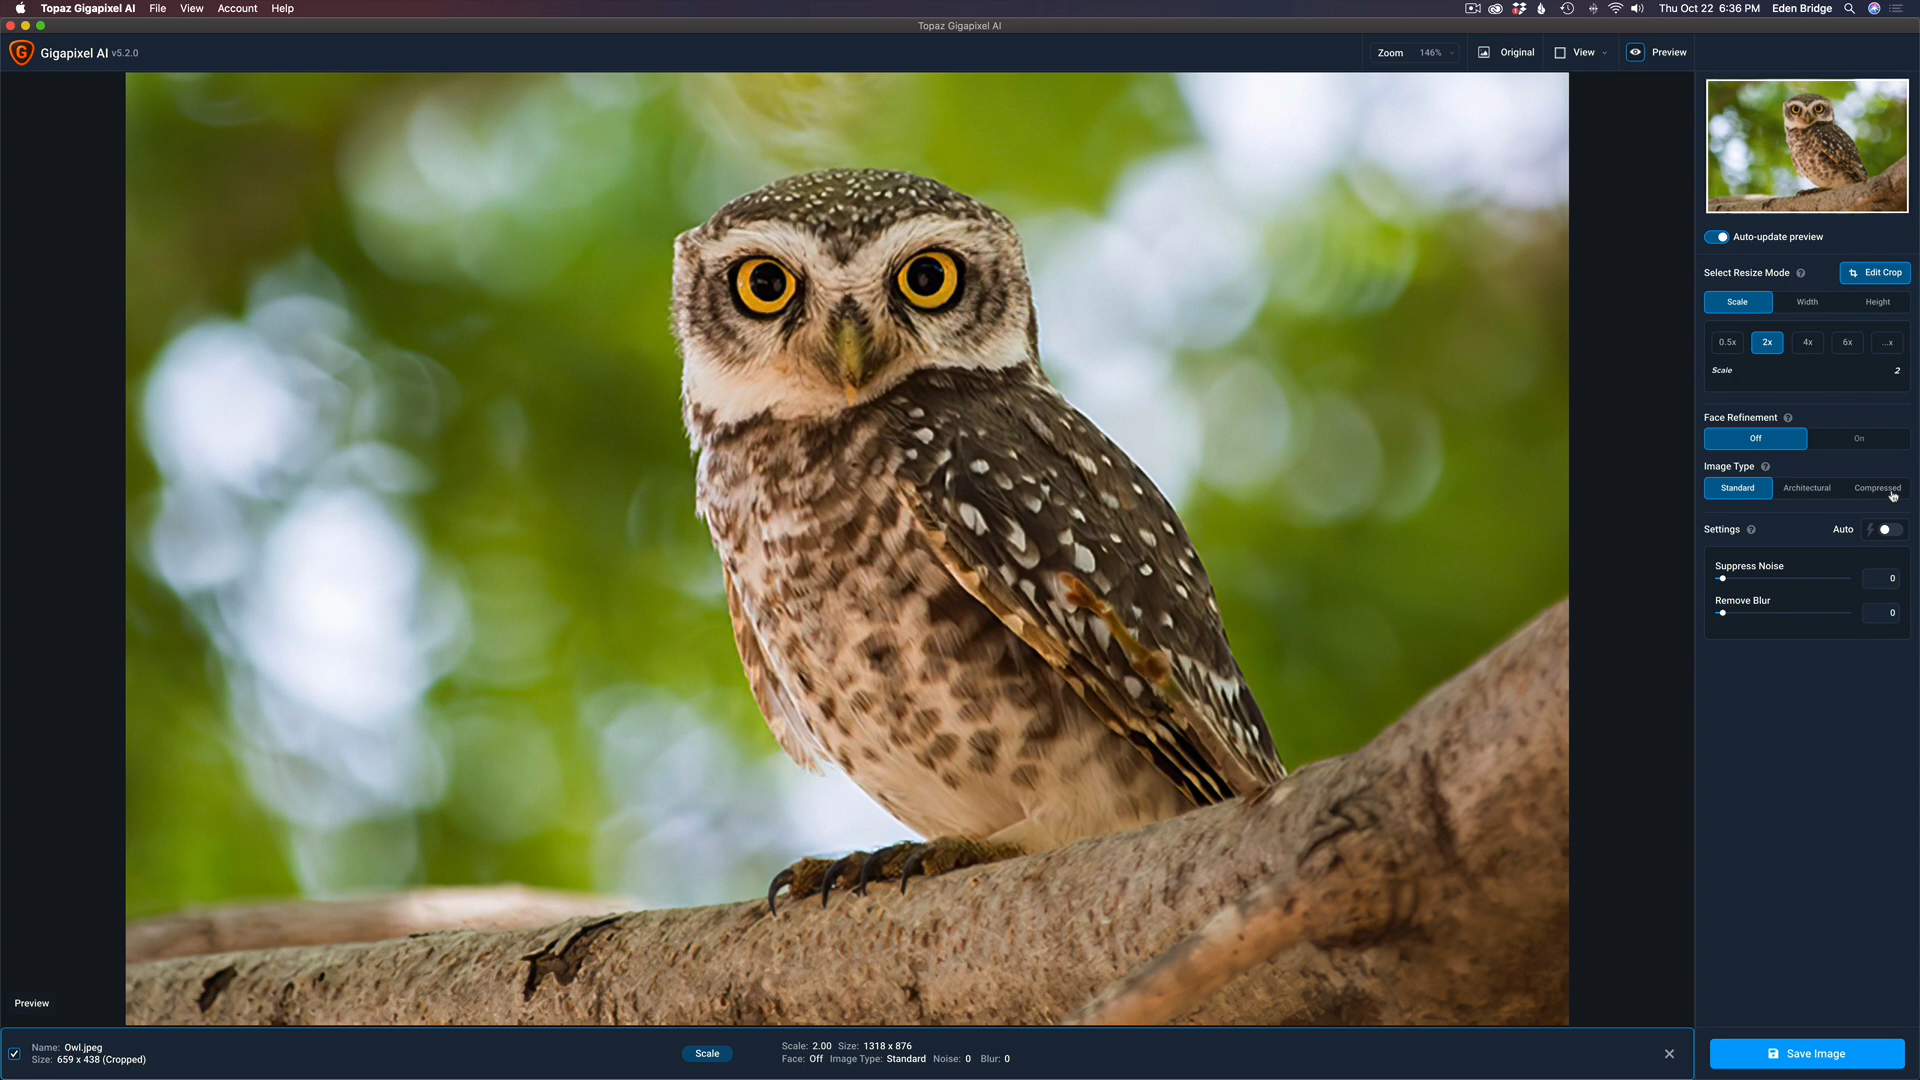 Topaz Gigapixel AI File View Account Help Thu Oct 22 6:36 PM Eden Bridge
Topaz Gigapixel AI
G Gigapixel AI v5.2.0 Zoom 146% Original View Preview
Auto-update preview
Select Resize Mode ? Edit Crop
Scale Width Height
0.5x 2x 4x 6x ...x
Scale 2
Face Refinement ?
Off On
Image Type ?
Standard Architectural Compressed
Settings ? Auto
Suppress Noise
0
Remove Blur
0
Preview
Name: Owl.jpeg
Size: 659 x 438 (Cropped)
Scale
Scale: 2.00 Size: 1318 x 876
Face: Off Image Type: Standard Noise: 0 Blur: 0
Save Image